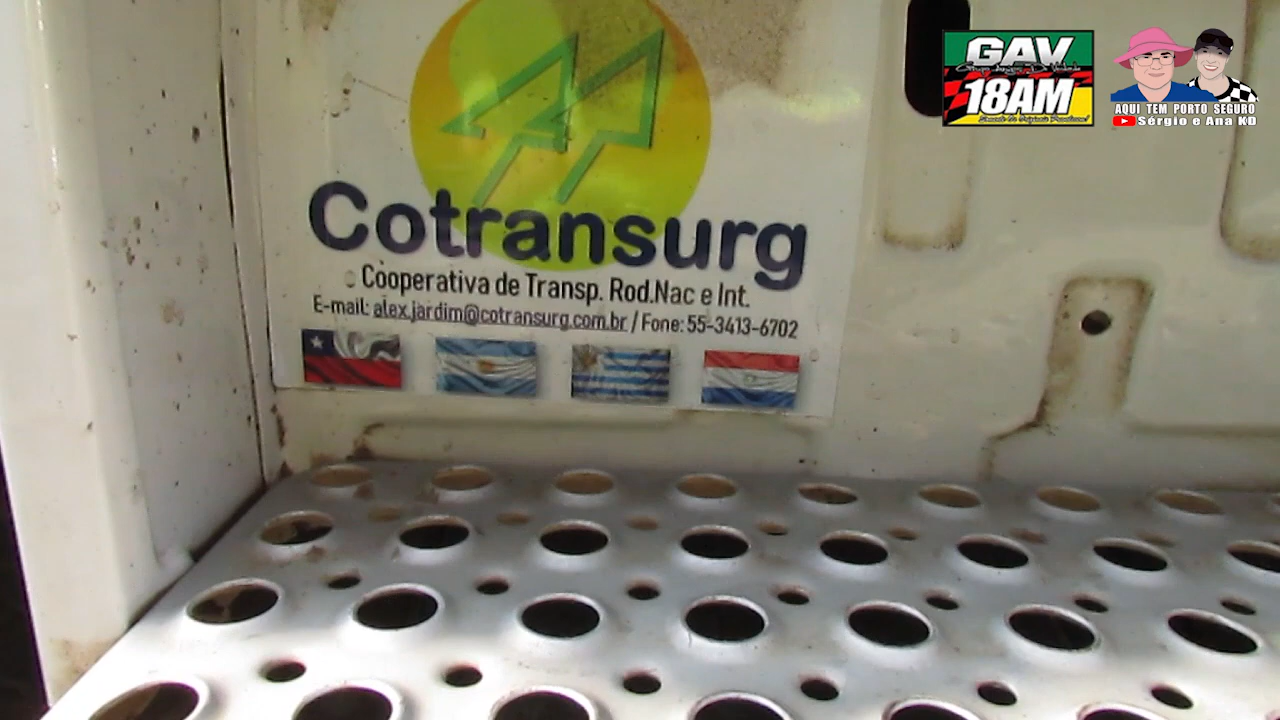 Cotransurg
Cooperativa de Transp. Rod.Nac e Int.
E-mail: alex.jardim@cotransurg.com.br / Fone: 55-3413-6702
GAV
18AM
AQUI TEM PORTO SEGURO
Sérgio e Ana KD